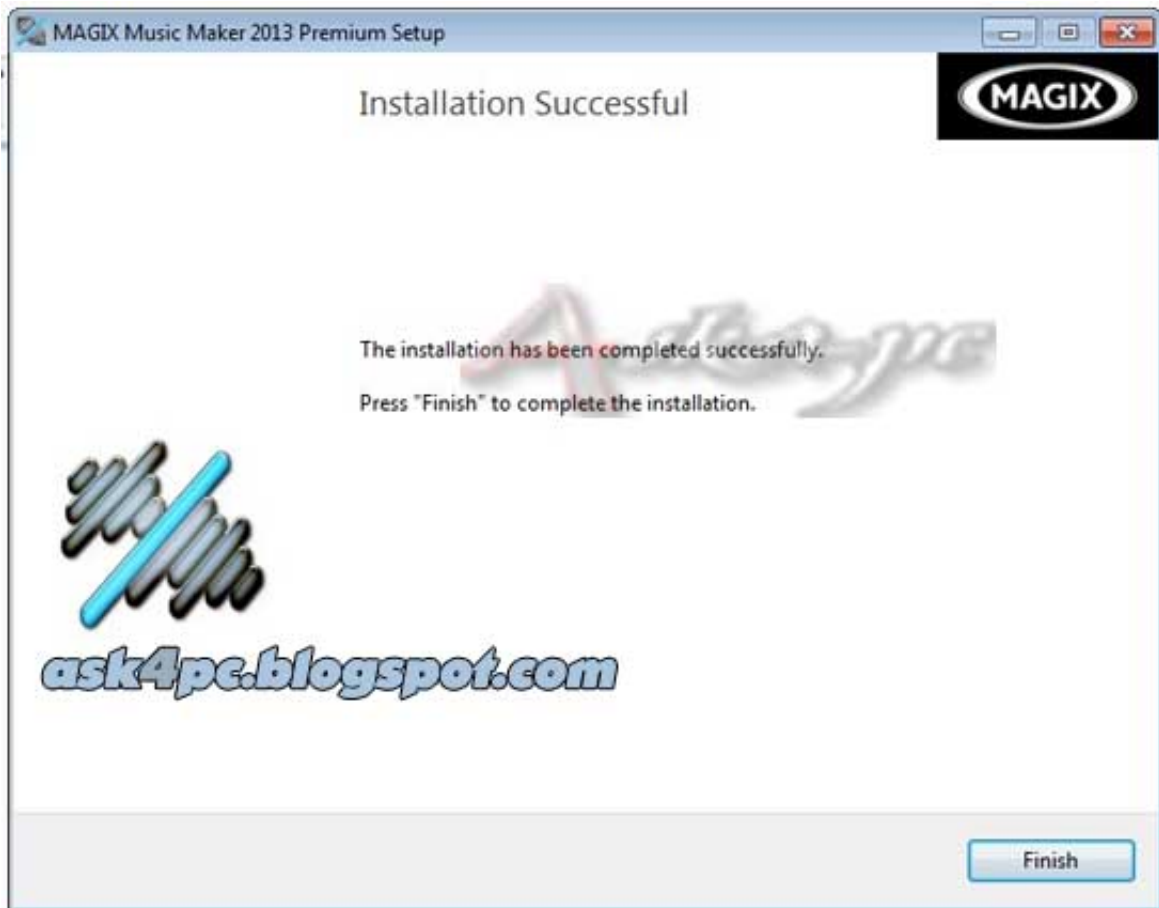 MAGIX Music Maker 2013 Premium Setup
Installation Successful
MAGIX
The installation has been completed successfully.
Press "Finish" to complete the installation.
ask4pc.blogspot.com
Finish